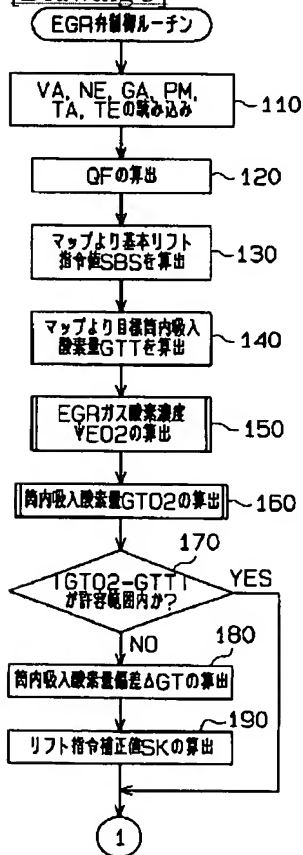 EGR弁制御ルーチン
VA, NE, GA, PM,
TA, TEの読み込み
110
QFの算出
120
マップより基本リフト
指令値SBSを算出
130
マップより目標筒内吸入
酸素量GTTを算出
140
EGRガス酸素濃度
ΨEO2の算出
150
筒内吸入酸素量GTO2の算出
160
170
|GTO2-GTT|
が許容範囲内か?
YES
NO
180
筒内吸入酸素量偏差ΔGTの算出
190
リフト指令補正値SKの算出
1